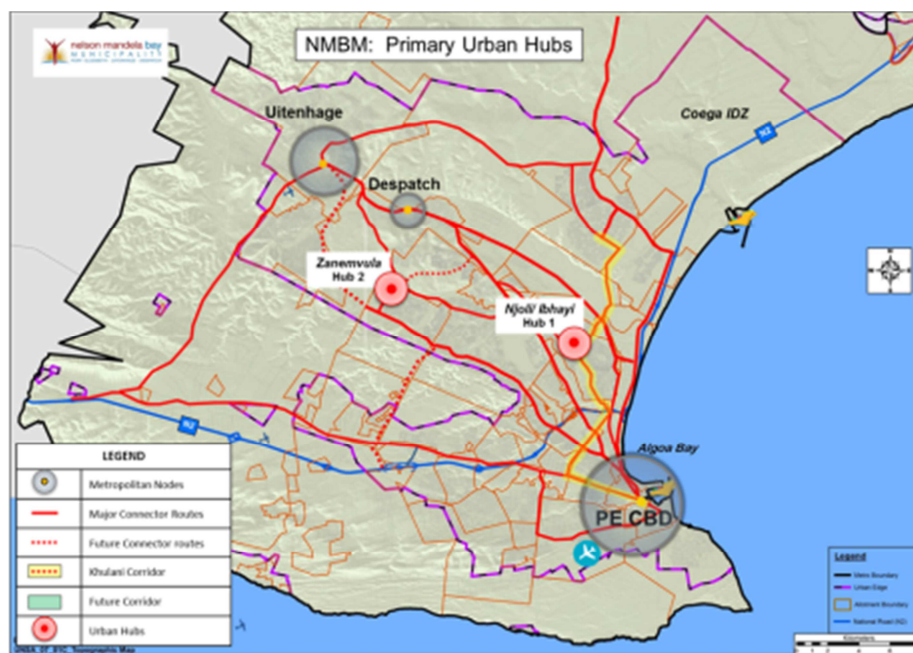 nelson mandela bay
MUNICIPALITY
NMBM: Primary Urban Hubs
Uitenhage
Coega IDZ
N2
Despatch
Zanemvula
Hub 2
Njoli/ Ibhayi
Hub 1
N2
Algoa Bay
PE CBD
LEGEND
Metropolitan Nodes
Major Connector Routes
Future Connector routes
Khulani Corridor
Future Corridor
Urban Hubs
Legend
Metro Boundary
Urban Edge
Allotment Boundary
National Road (N2)
Kilometers